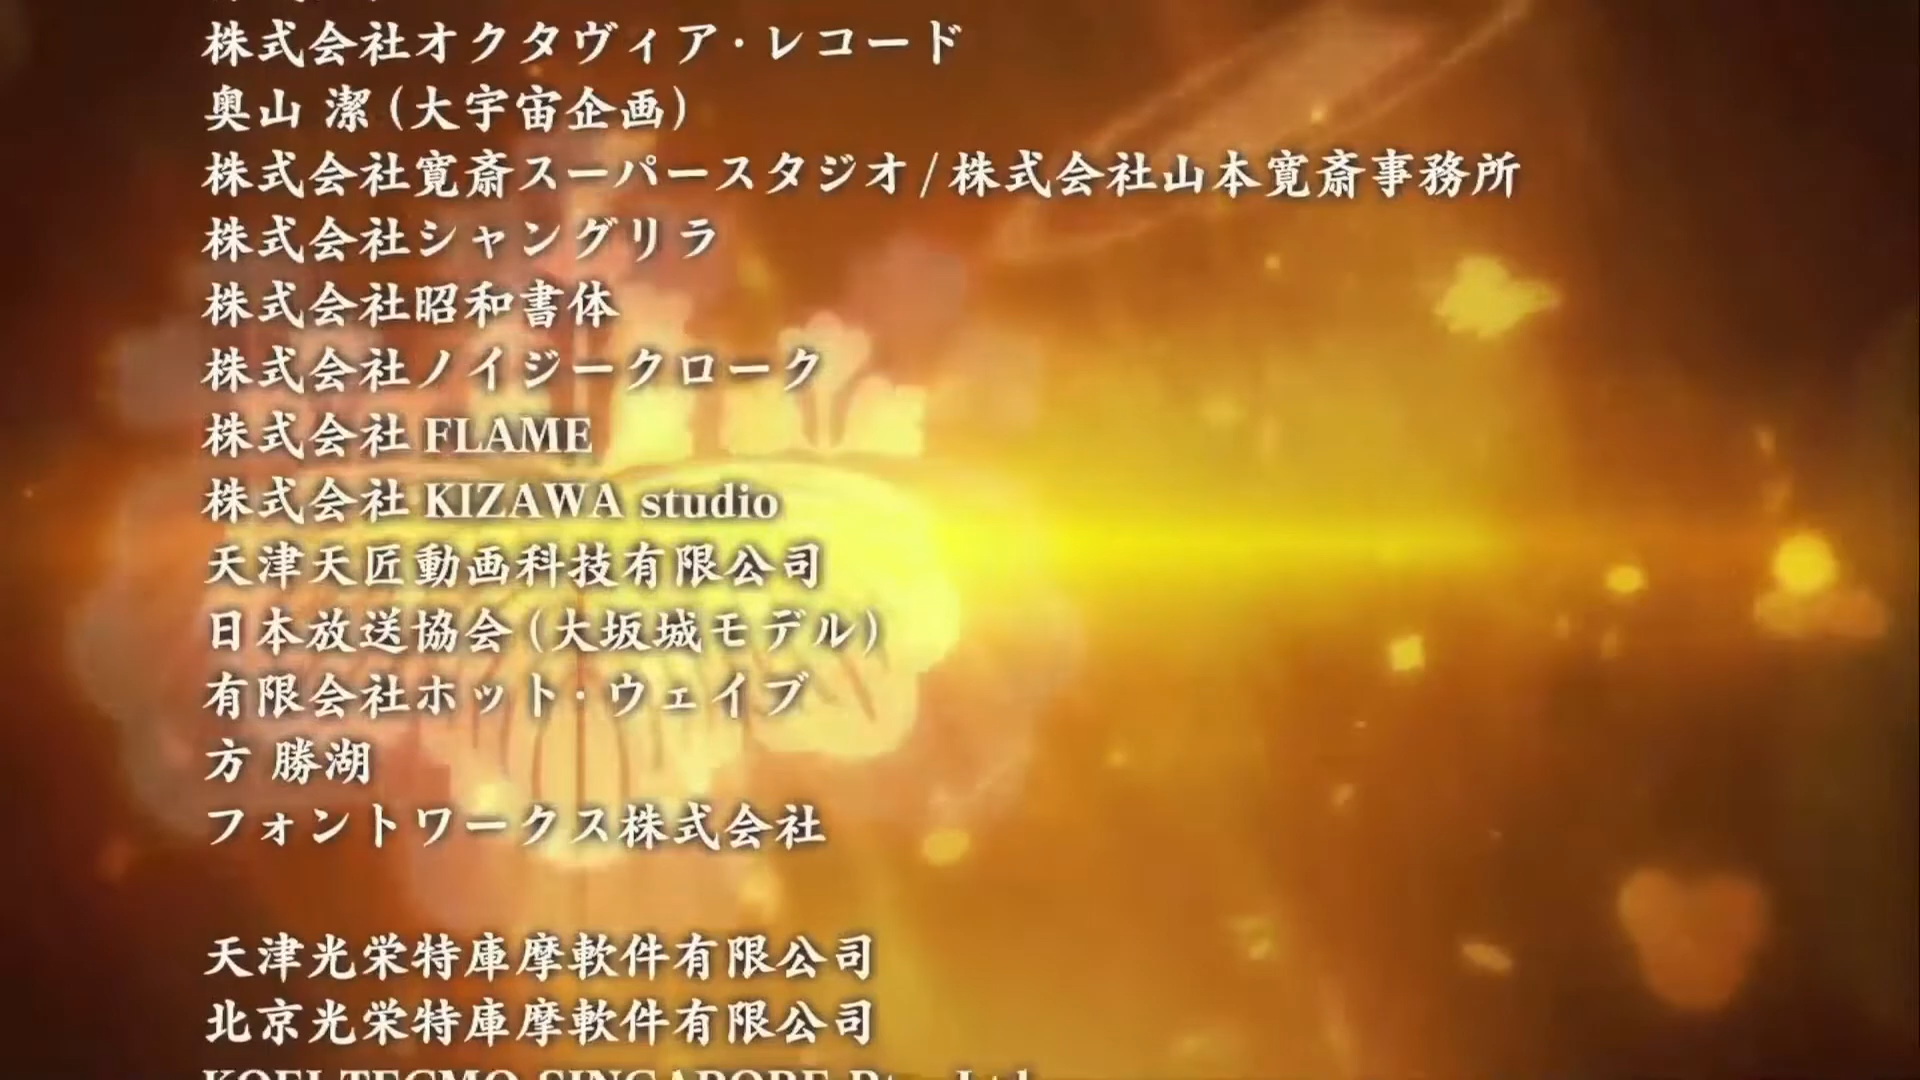 株式会社オクタヴィア・レコード
奥山 潔（大宇宙企画）
株式会社寛斎スーパースタジオ/株式会社山本寛斎事務所
株式会社シャングリラ
株式会社昭和書体
株式会社ノイジークローク
株式会社 FLAME
株式会社 KIZAWA studio
天津天匠動画科技有限公司
日本放送協会（大坂城モデル）
有限会社ホット・ウェイブ
方 勝湖
フォントワークス株式会社
天津光栄特庫摩軟件有限公司
北京光栄特庫摩軟件有限公司
KOEI TECMO SINGAPORE Pte. Ltd.